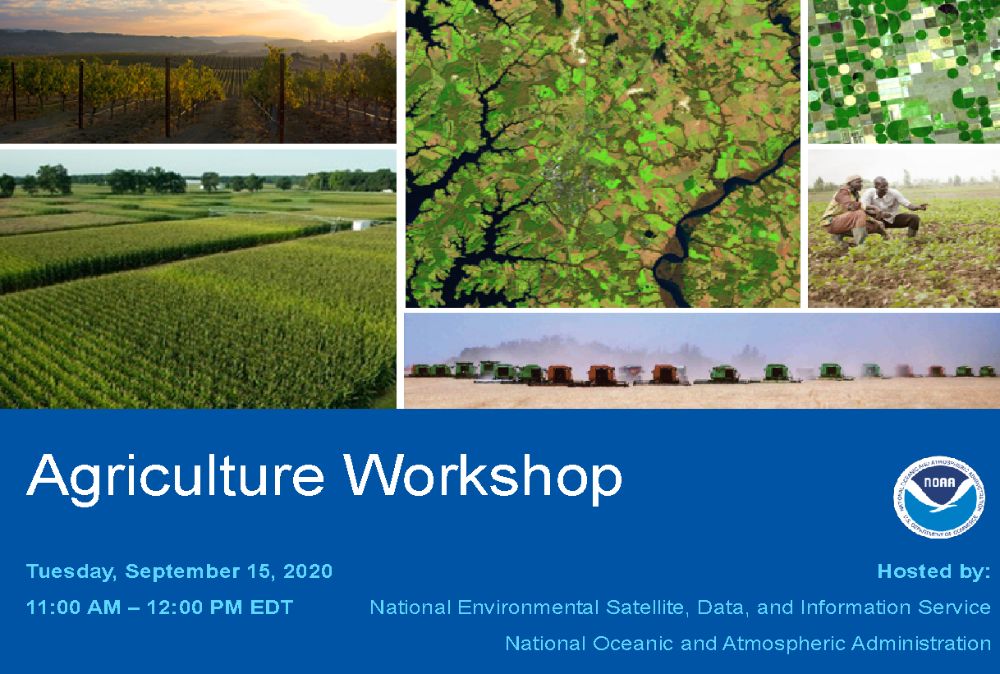 Agriculture Workshop
NATIONAL OCEANIC AND ATMOSPHERIC ADMINISTRATION
NOAA
U.S. DEPARTMENT OF COMMERCE
Tuesday, September 15, 2020
Hosted by:
11:00 AM – 12:00 PM EDT
National Environmental Satellite, Data, and Information Service
National Oceanic and Atmospheric Administration